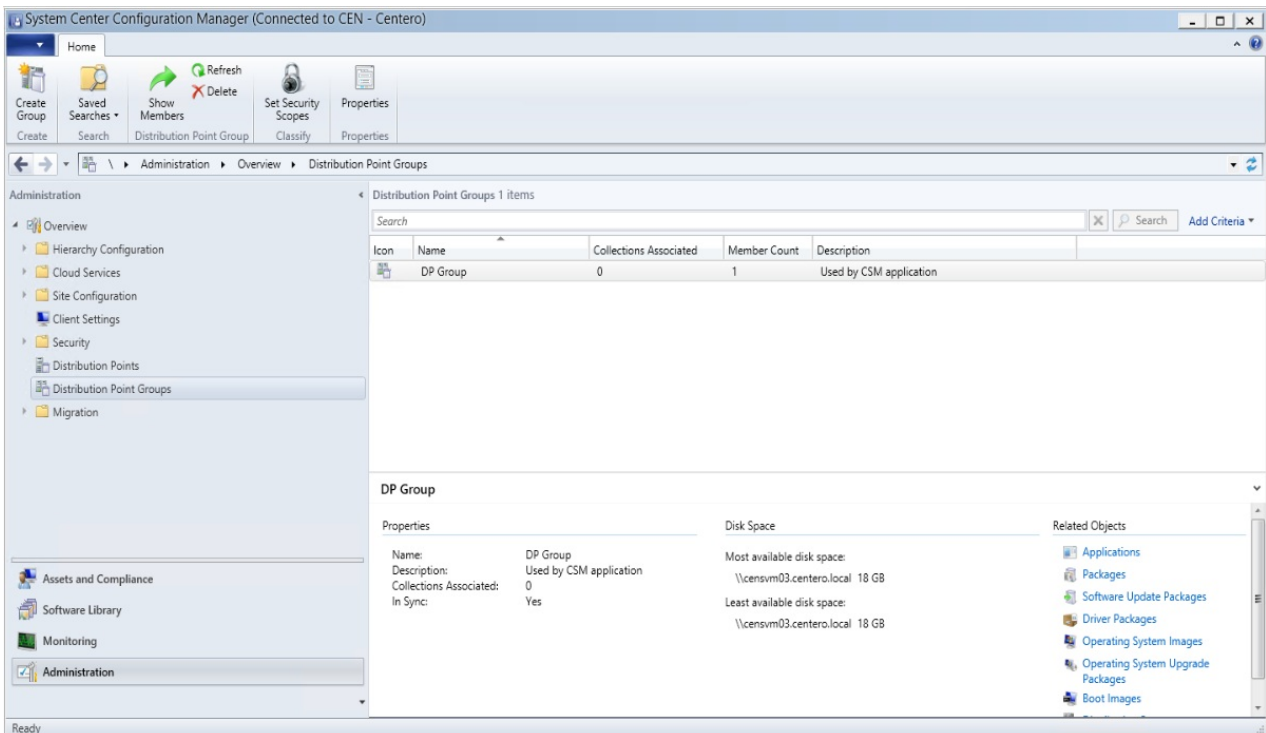 System Center Configuration Manager (Connected to CEN - Centero)
Home
Create Group
Saved Searches
Show Members
Refresh
Delete
Set Security Scopes
Properties
Create
Search
Distribution Point Group
Classify
Properties
\ Administration Overview Distribution Point Groups
Administration
Overview
Hierarchy Configuration
Cloud Services
Site Configuration
Client Settings
Security
Distribution Points
Distribution Point Groups
Migration
Assets and Compliance
Software Library
Monitoring
Administration
Distribution Point Groups 1 items
Search
Search
Add Criteria
Icon Name Collections Associated Member Count Description
DP Group 0 1 Used by CSM application
DP Group
Properties
Name: DP Group
Description: Used by CSM application
Collections Associated: 0
In Sync: Yes
Disk Space
Most available disk space:
\\censvm03.centero.local 18 GB
Least available disk space:
\\censvm03.centero.local 18 GB
Related Objects
Applications
Packages
Software Update Packages
Driver Packages
Operating System Images
Operating System Upgrade
Packages
Boot Images
Ready